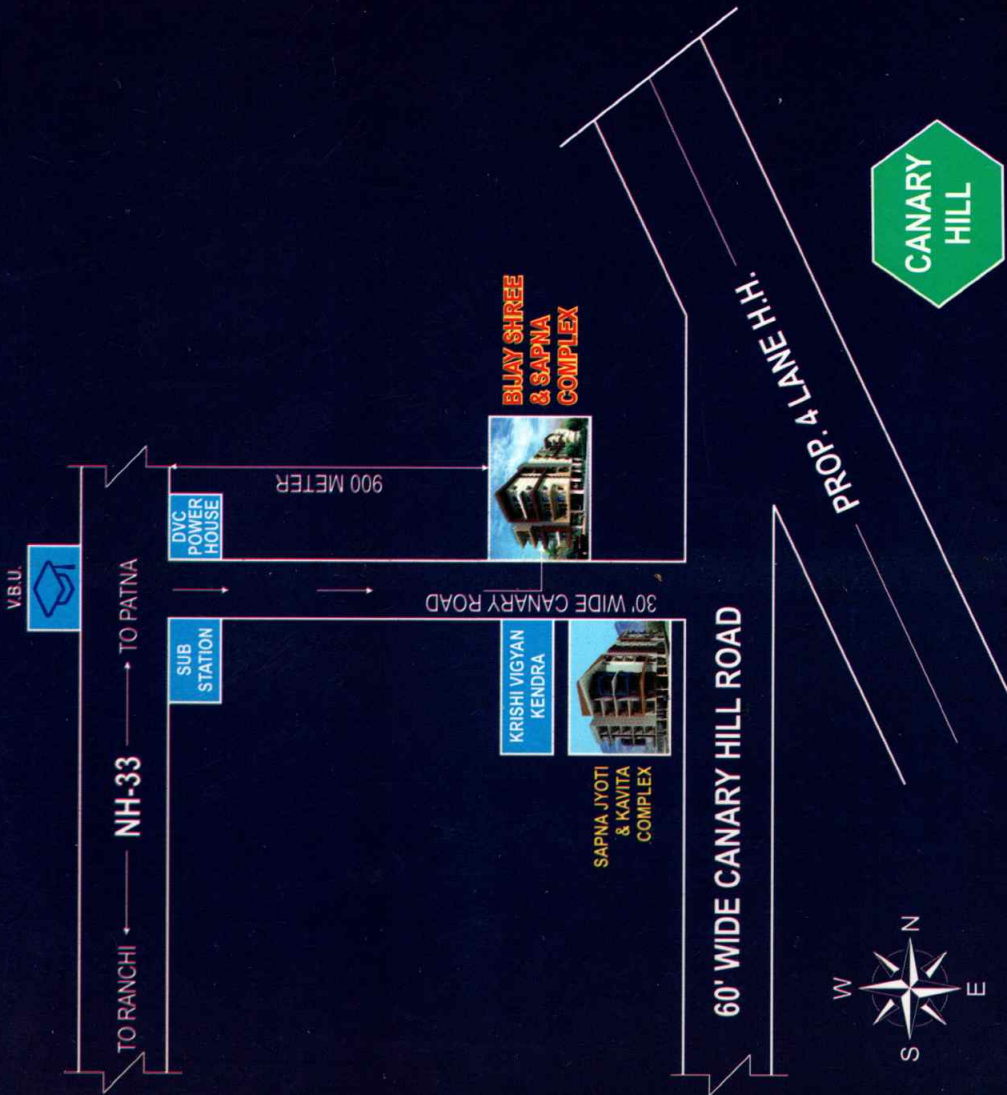 V.B.U.
TO RANCHI
NH-33
TO PATNA
SUB
STATION
DVC
POWER
HOUSE
900 METER
30' WIDE CANARY ROAD
KRISHI VIGYAN
KENDRA
BIJAY SHREE
& SAPNA
COMPLEX
SAPNA JYOTI
& KAVITA
COMPLEX
60' WIDE CANARY HILL ROAD
PROP. 4 LANE H.H.
CANARY
HILL
W
N
S
E